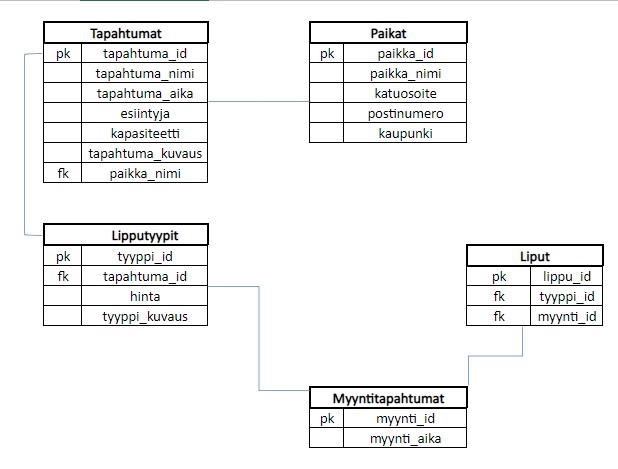 Tapahtumat
pk tapahtuma_id
tapahtuma_nimi
tapahtuma_aika
esiintyja
kapasiteetti
tapahtuma_kuvaus
fk paikka_nimi
Paikat
pk paikka_id
paikka_nimi
katuosoite
postinumero
kaupunki
Lipputyypit
pk tyyppi_id
fk tapahtuma_id
hinta
tyyppi_kuvaus
Liput
pk lippu_id
fk tyyppi_id
fk myynti_id
Myyntitapahtumat
pk myynti_id
myynti_aika